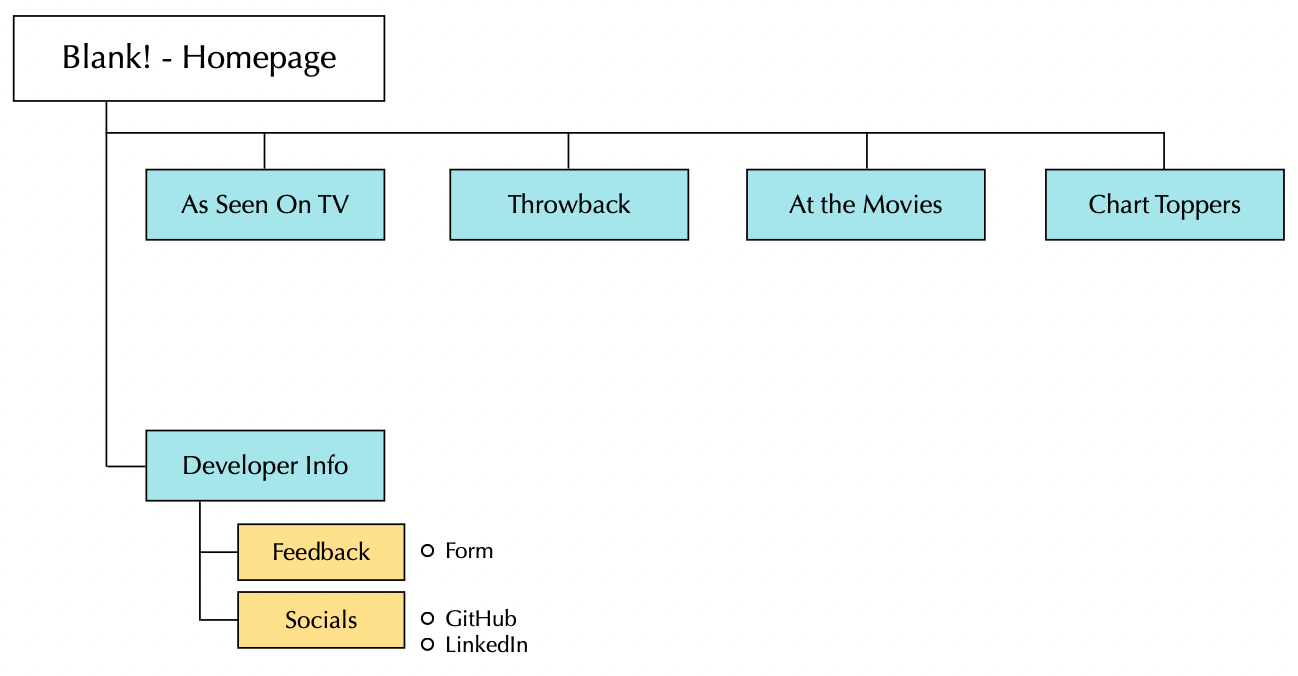 Blank! - Homepage
As Seen On TV
Throwback
At the Movies
Chart Toppers
Developer Info
Feedback
Form
Socials
GitHub
LinkedIn